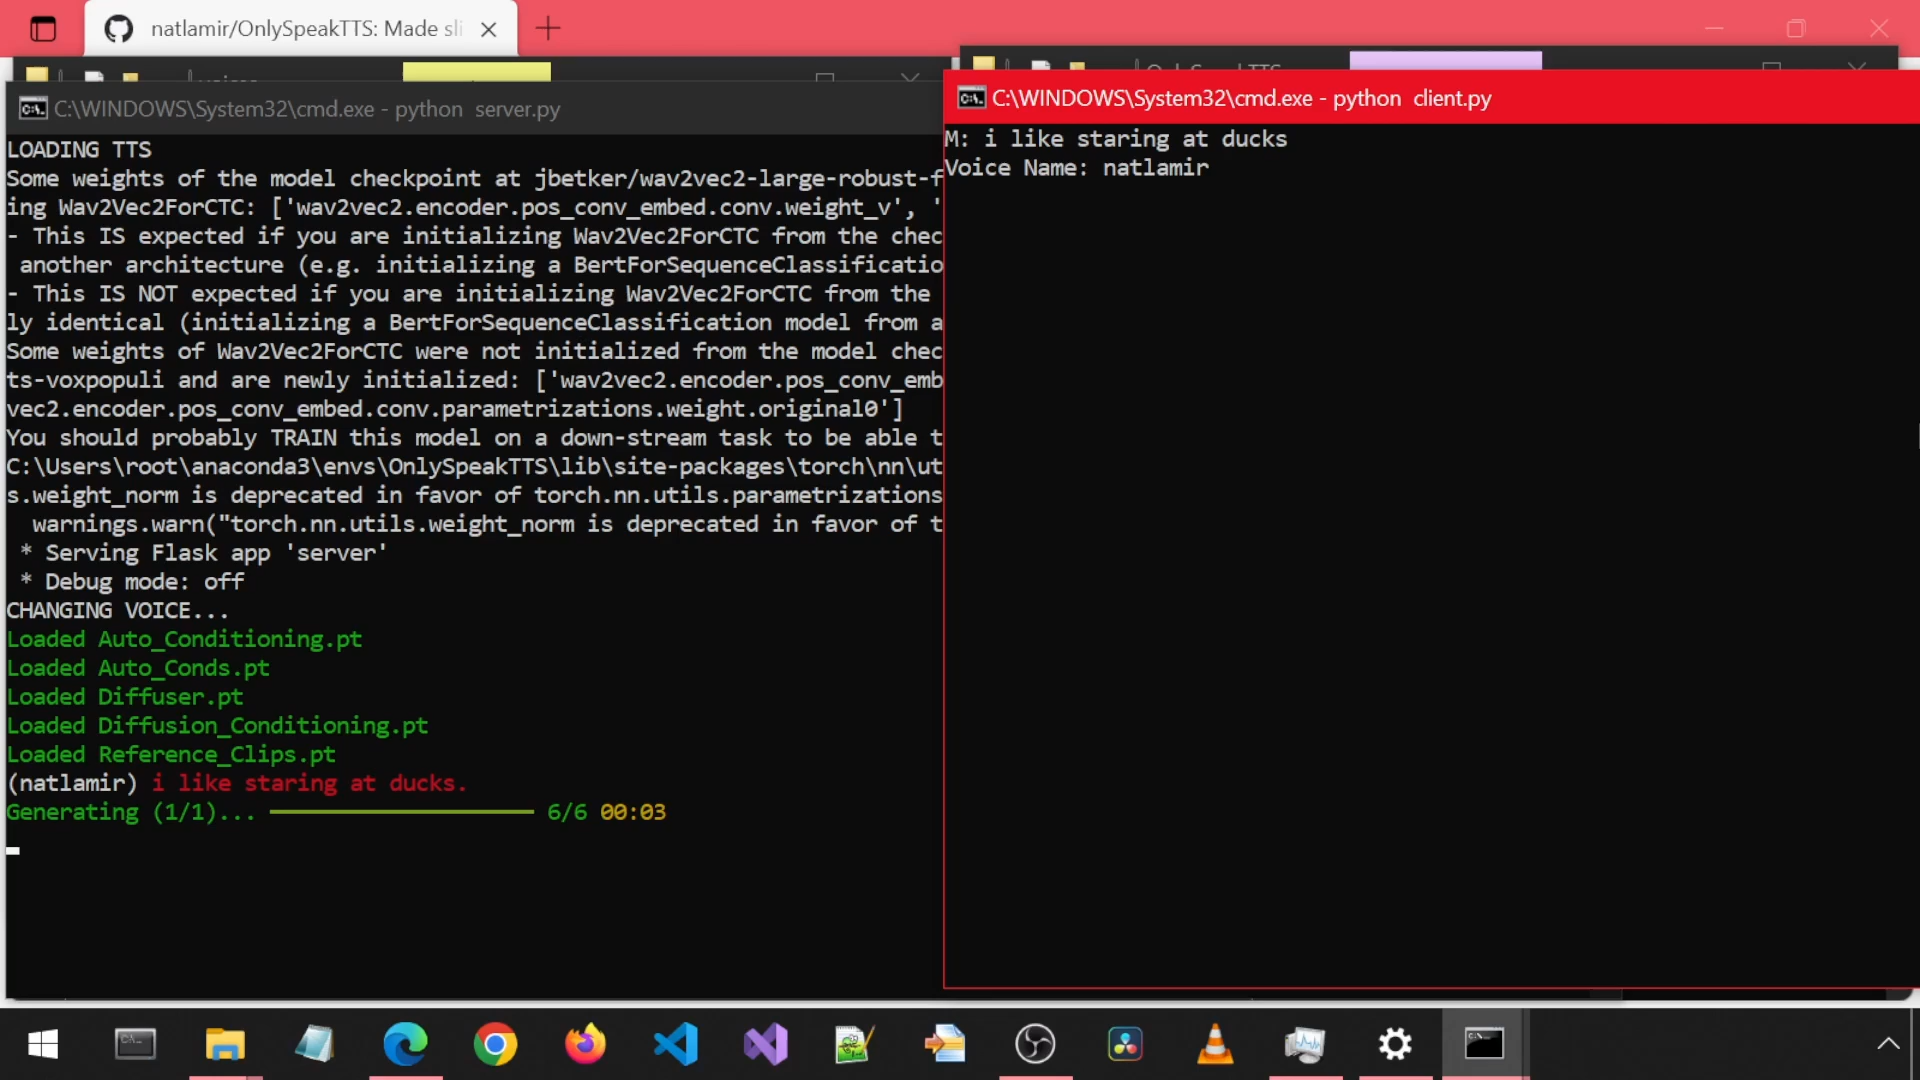 natlamir/OnlySpeakTTS: Made sli
C:\WINDOWS\System32\cmd.exe - python server.py
LOADING TTS
Some weights of the model checkpoint at jbetker/wav2vec2-large-robust-f
ing Wav2Vec2ForCTC: ['wav2vec2.encoder.pos_conv_embed.conv.weight_v', '
- This IS expected if you are initializing Wav2Vec2ForCTC from the chec
another architecture (e.g. initializing a BertForSequenceClassificatio
- This IS NOT expected if you are initializing Wav2Vec2ForCTC from the
ly identical (initializing a BertForSequenceClassification model from a
Some weights of Wav2Vec2ForCTC were not initialized from the model chec
ts-voxpopuli and are newly initialized: ['wav2vec2.encoder.pos_conv_emb
vec2.encoder.pos_conv_embed.conv.parametrizations.weight.original0']
You should probably TRAIN this model on a down-stream task to be able t
C:\Users\root\anaconda3\envs\OnlySpeakTTS\lib\site-packages\torch\nn\ut
s.weight_norm is deprecated in favor of torch.nn.utils.parametrizations
warnings.warn("torch.nn.utils.weight_norm is deprecated in favor of t
* Serving Flask app 'server'
* Debug mode: off
CHANGING VOICE...
Loaded Auto_Conditioning.pt
Loaded Auto_Conds.pt
Loaded Diffuser.pt
Loaded Diffusion_Conditioning.pt
Loaded Reference_Clips.pt
(natlamir) i like staring at ducks.
Generating (1/1)... 6/6 00:03
C:\WINDOWS\System32\cmd.exe - python client.py
M: i like staring at ducks
Voice Name: natlamir